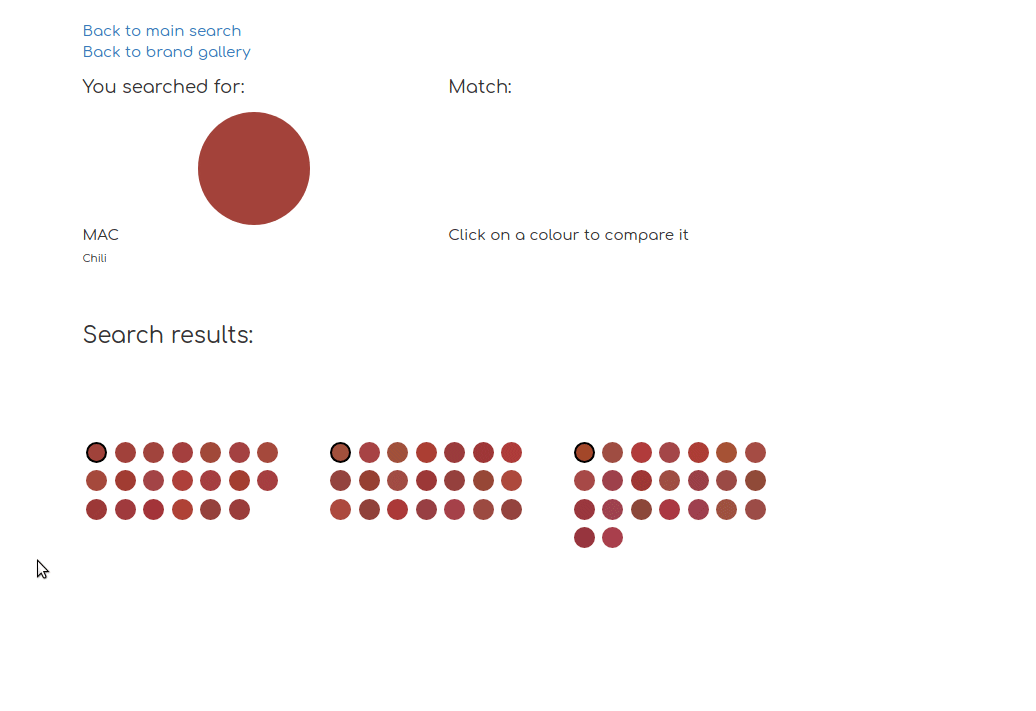 Back to main search
Back to brand gallery
You searched for:
Match:
MAC
Click on a colour to compare it
Chili
Search results: